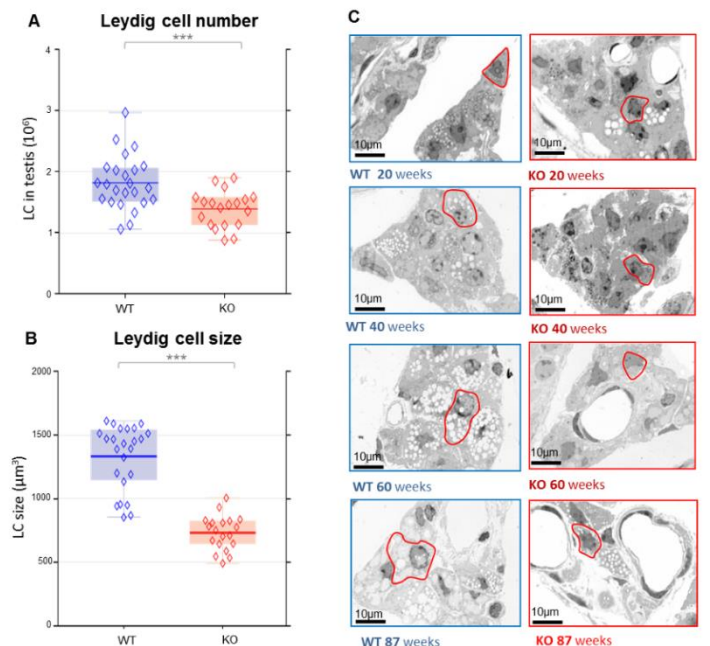 A
Leydig cell number
***
LC in testis (10⁶)
4
3
2
1
0
WT
KO
B
Leydig cell size
***
LC size (µm³)
2000
1500
1000
500
0
WT
KO
C
10µm
10µm
WT 20 weeks
KO 20 weeks
10µm
10µm
WT 40 weeks
KO 40 weeks
10µm
10µm
WT 60 weeks
KO 60 weeks
10µm
10µm
WT 87 weeks
KO 87 weeks